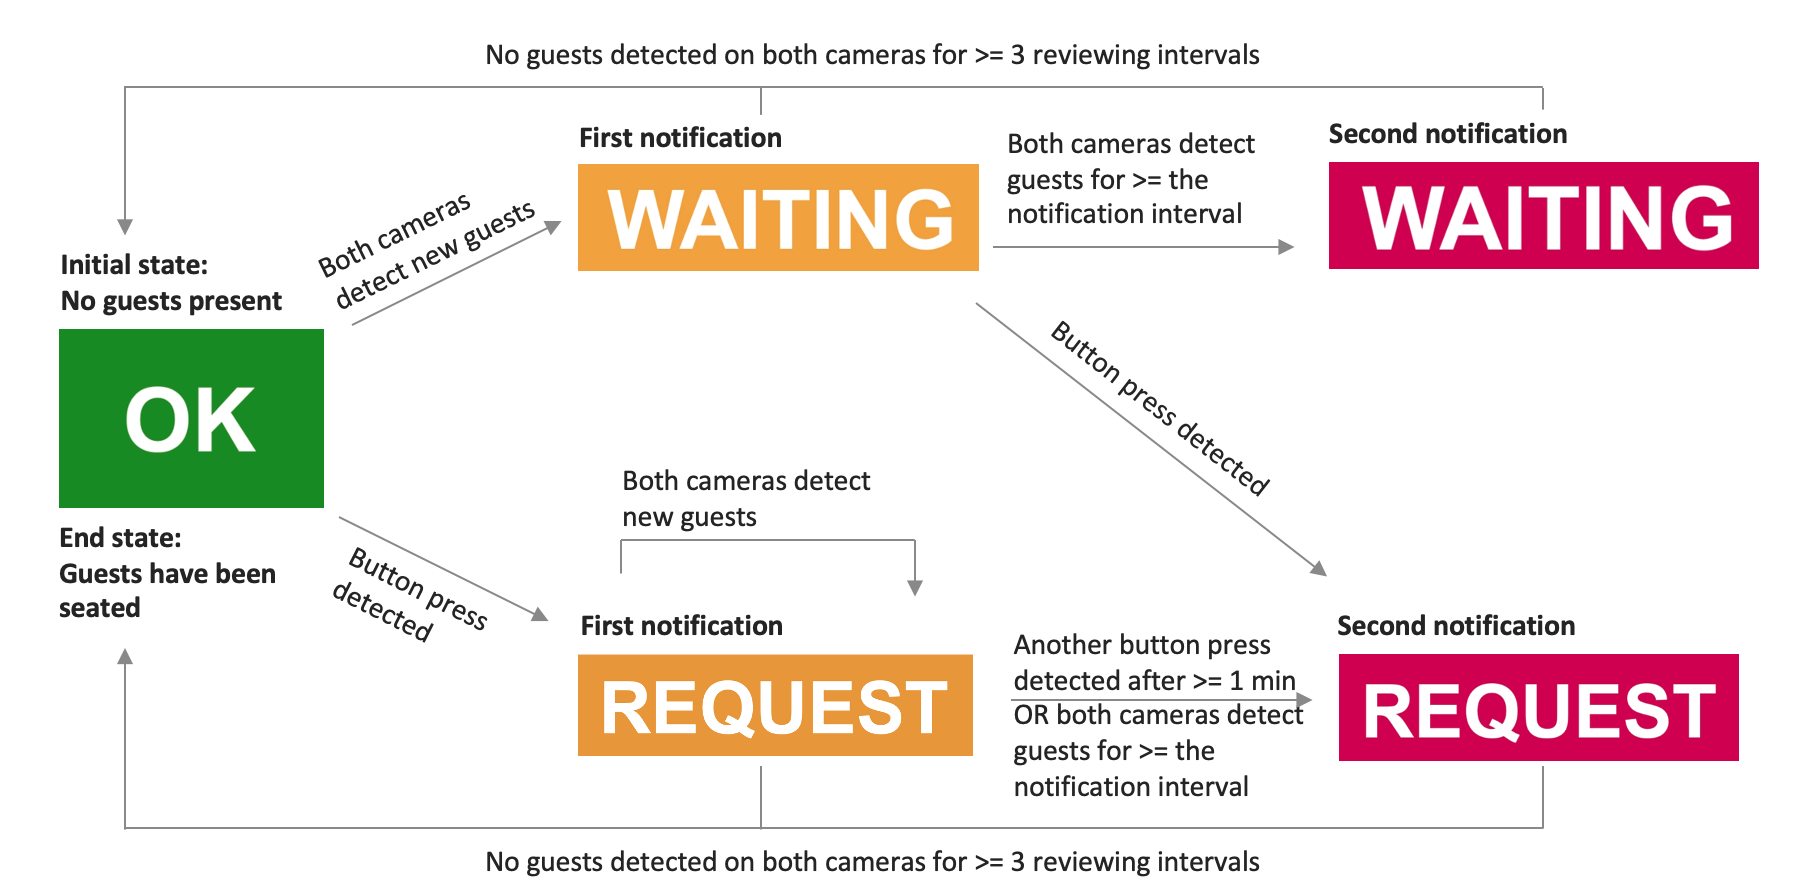 No guests detected on both cameras for >= 3 reviewing intervals
First notification
WAITING
Both cameras detect
guests for >= the
notification interval
Second notification
WAITING
Both cameras
detect new guests
Initial state:
No guests present
OK
End state:
Guests have been
seated
Button press detected
Both cameras detect
new guests
Button press
detected
First notification
REQUEST
Another button press
detected after >= 1 min
OR both cameras detect
guests for >= the
notification interval
Second notification
REQUEST
No guests detected on both cameras for >= 3 reviewing intervals